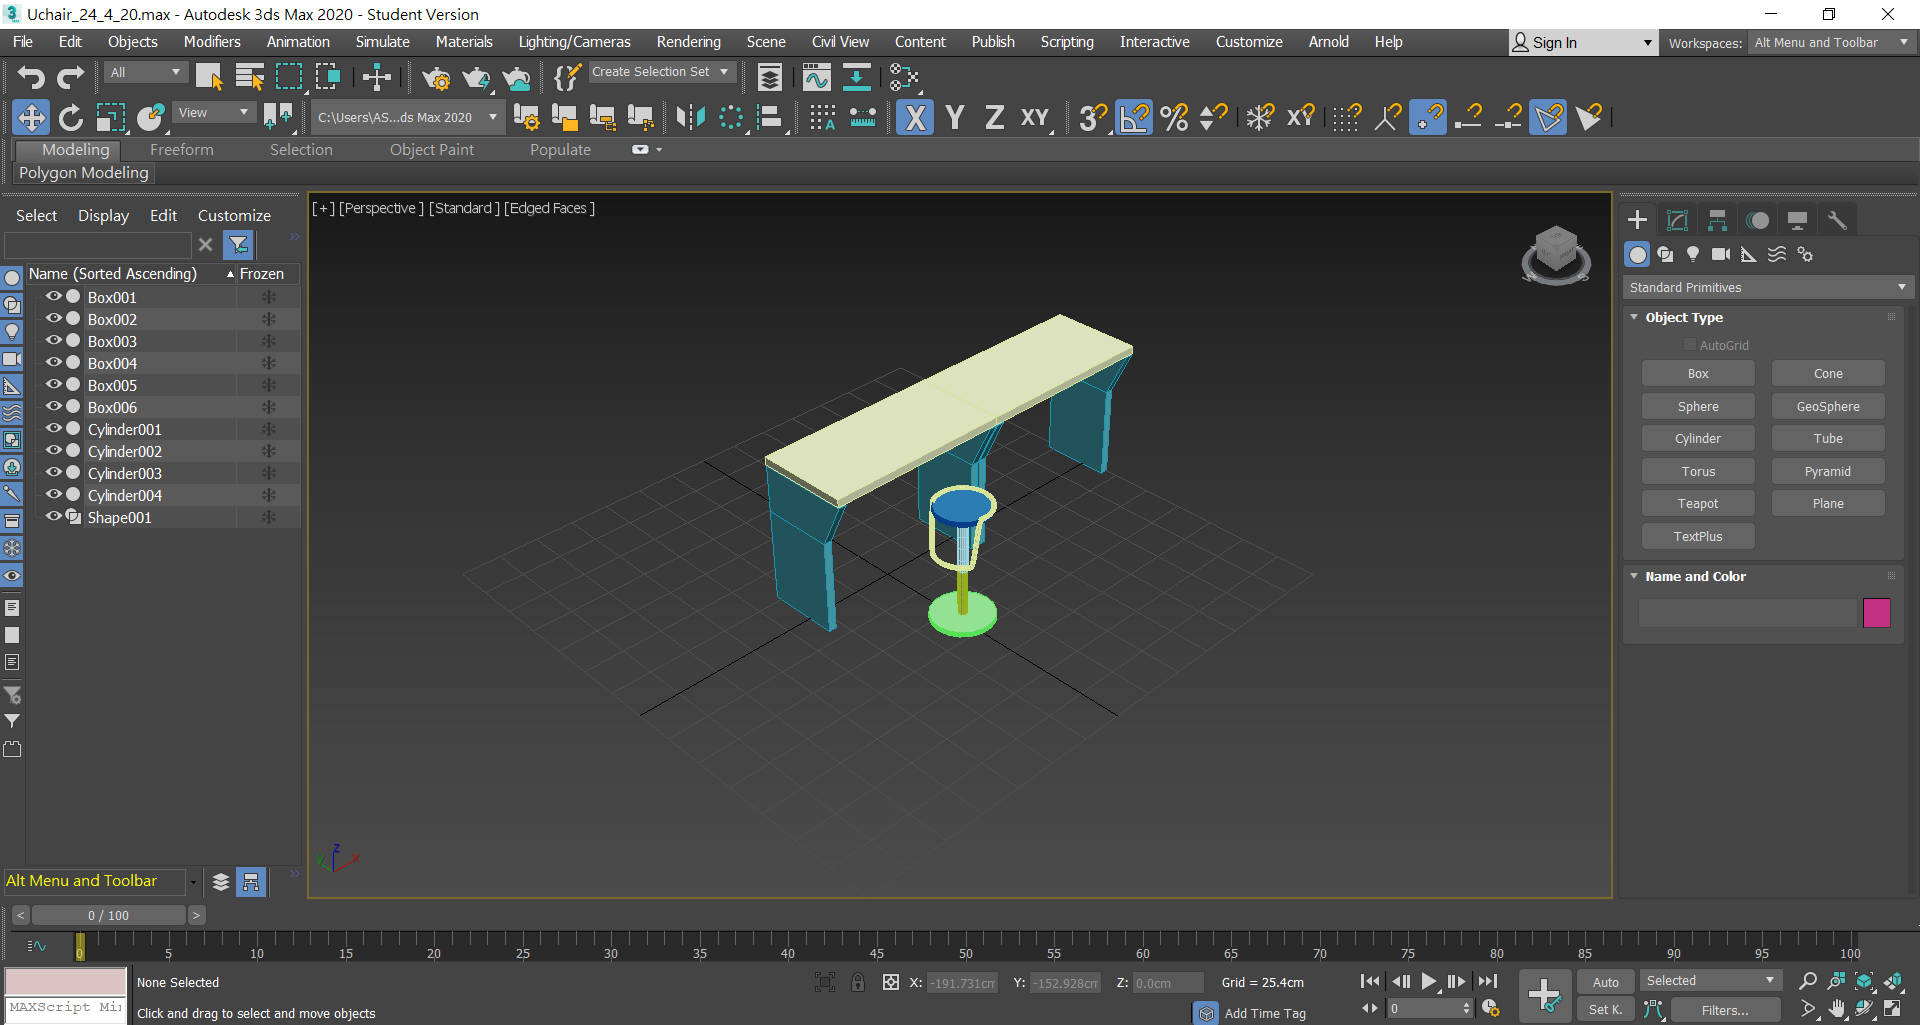 Uchair_24_4_20.max - Autodesk 3ds Max 2020 - Student Version
File Edit Objects Modifiers Animation Simulate Materials Lighting/Cameras Rendering Scene Civil View Content Publish Scripting Interactive Customize Arnold Help
Sign In
Workspaces: Alt Menu and Toolbar
All
Create Selection Set
View
C:\Users\AS...ds Max 2020
X Y Z XY
3
Modeling Freeform Selection Object Paint Populate
Polygon Modeling
Select Display Edit Customize
[+] [Perspective ] [Standard ] [Edged Faces ]
Name (Sorted Ascending) Frozen
Box001
Box002
Box003
Box004
Box005
Box006
Cylinder001
Cylinder002
Cylinder003
Cylinder004
Shape001
Standard Primitives
Object Type
AutoGrid
Box Cone
Sphere GeoSphere
Cylinder Tube
Torus Pyramid
Teapot Plane
TextPlus
Name and Color
z
x
Alt Menu and Toolbar
< 0 / 100 >
0 5 10 15 20 25 30 35 40 45 50 55 60 65 70 75 80 85 90 95 100
None Selected
X: -191.731cm Y: -152.928cm Z: 0.0cm Grid = 25.4cm
Auto Selected
MAXScript Mi
Click and drag to select and move objects
Add Time Tag
0
Set K. Filters...